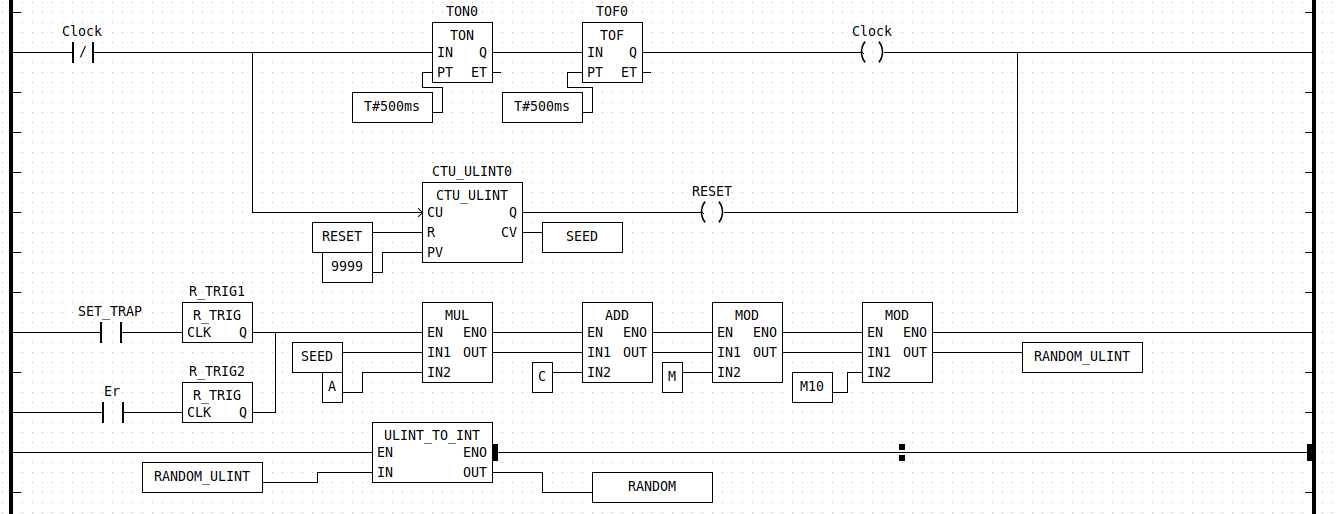 TON0 TOF0
Clock TON TOF Clock
/ IN Q IN Q
PT ET PT ET
T#500ms T#500ms
CTU_ULINT0
CTU_ULINT RESET
CU Q
RESET R CV SEED
9999 PV
R_TRIG1
SET_TRAP R_TRIG MUL ADD MOD MOD
CLK Q EN ENO EN ENO EN ENO EN ENO
SEED IN1 OUT IN1 OUT IN1 OUT IN1 OUT RANDOM_ULINT
R_TRIG2 A IN2 C IN2 M IN2 M10 IN2
Er R_TRIG
CLK Q
ULINT_TO_INT
EN ENO
RANDOM_ULINT IN OUT RANDOM